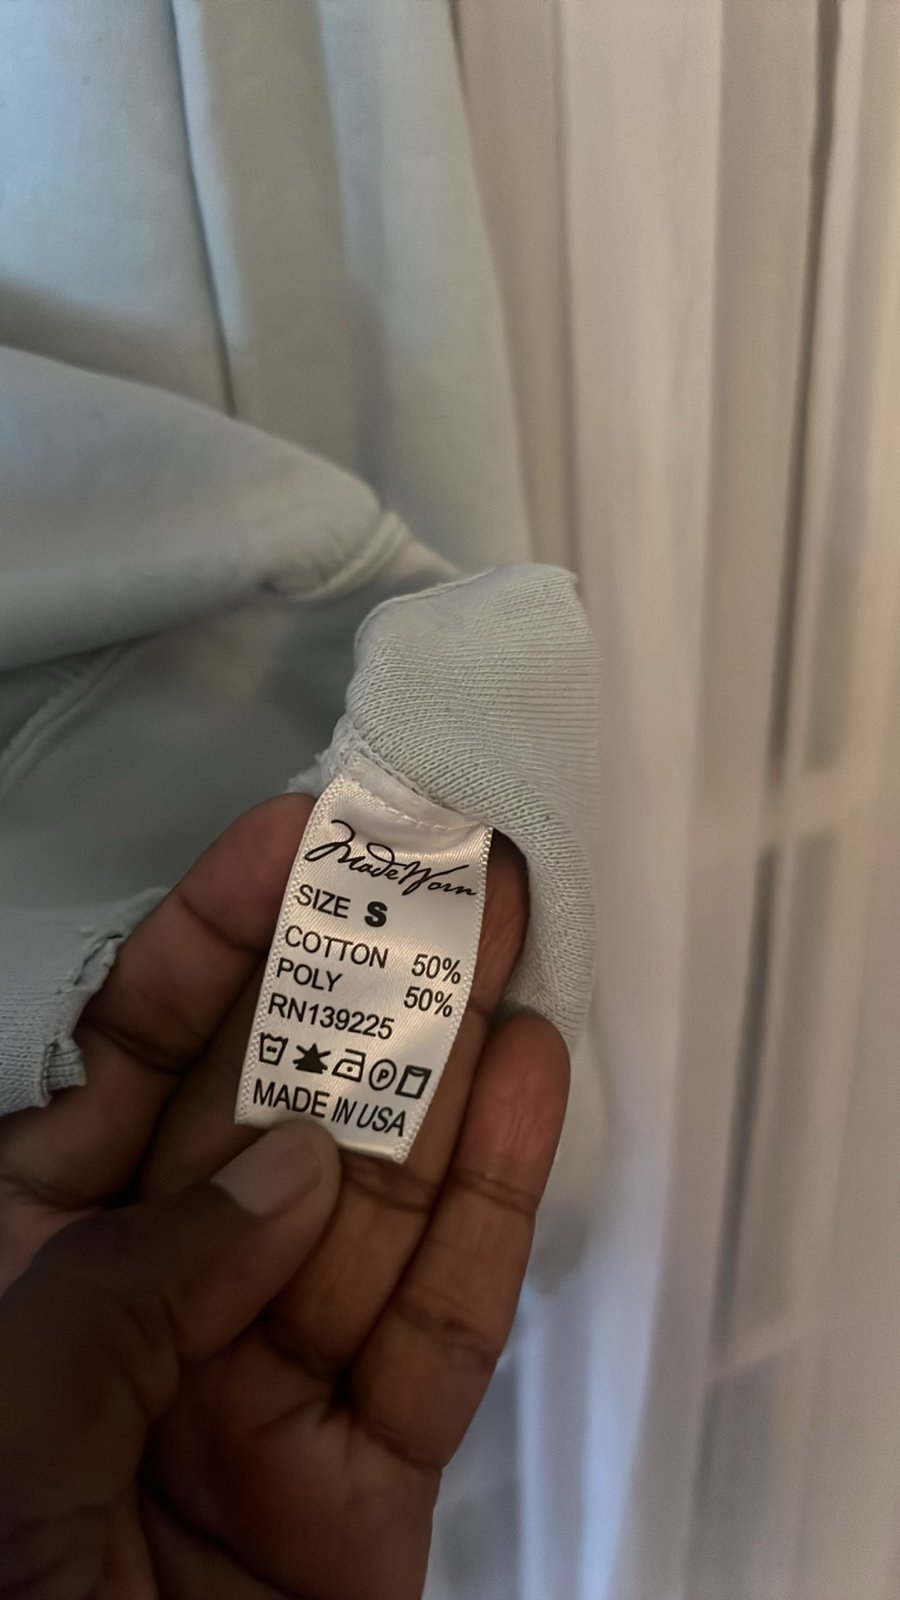 MadeWorn
SIZE S
COTTON 50%
POLY 50%
RN139225
P
MADE IN USA